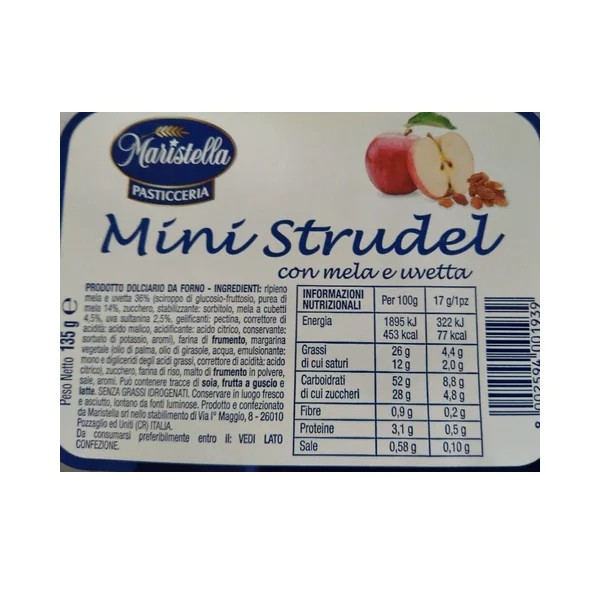 Maristella
PASTICCERIA
Mini Strudel
con mela e uvetta
PRODOTTO DOLCIARIO DA FORNO - INGREDIENTI: ripieno
mela e uvetta 36% (sciroppo di glucosio-fruttosio, purea di
mela 14%, zucchero, stabilizzante: sorbitolo, mela a cubetti
4,5%, uva sultanina 2,5%, gelificanti: pectina, correttore di
acidità: acido malico, acidificante: acido citrico, conservante:
sorbato di potassio, aromi), farina di frumento, margarina
vegetale (olio di palma, olio di girasole, acqua, emulsionante:
mono e digliceridi degli acidi grassi, correttore di acidità: acido
citrico), zucchero, farina di riso, malto di frumento in polvere,
sale, aromi. Può contenere tracce di soia, frutta a guscio e
latte. SENZA GRASSI IDROGENATI. Conservare in luogo fresco
e asciutto, lontano da fonti luminose. Prodotto e confezionato
da Maristella srl nello stabilimento di Via I° Maggio, 8 - 26010
Pozzaglio ed Uniti (CR) ITALIA.
Da consumarsi preferibilmente entro il: VEDI LATO
CONFEZIONE.
Peso Netto 135 g e
INFORMAZIONI NUTRIZIONALI Per 100g 17 g/1pz
Energia 1895 kJ 322 kJ
453 kcal 77 kcal
Grassi 26 g 4,4 g
di cui saturi 12 g 2,0 g
Carboidrati 52 g 8,8 g
di cui zuccheri 28 g 4,8 g
Fibre 0,9 g 0,2 g
Proteine 3,1 g 0,5 g
Sale 0,58 g 0,10 g
8 002594 001939